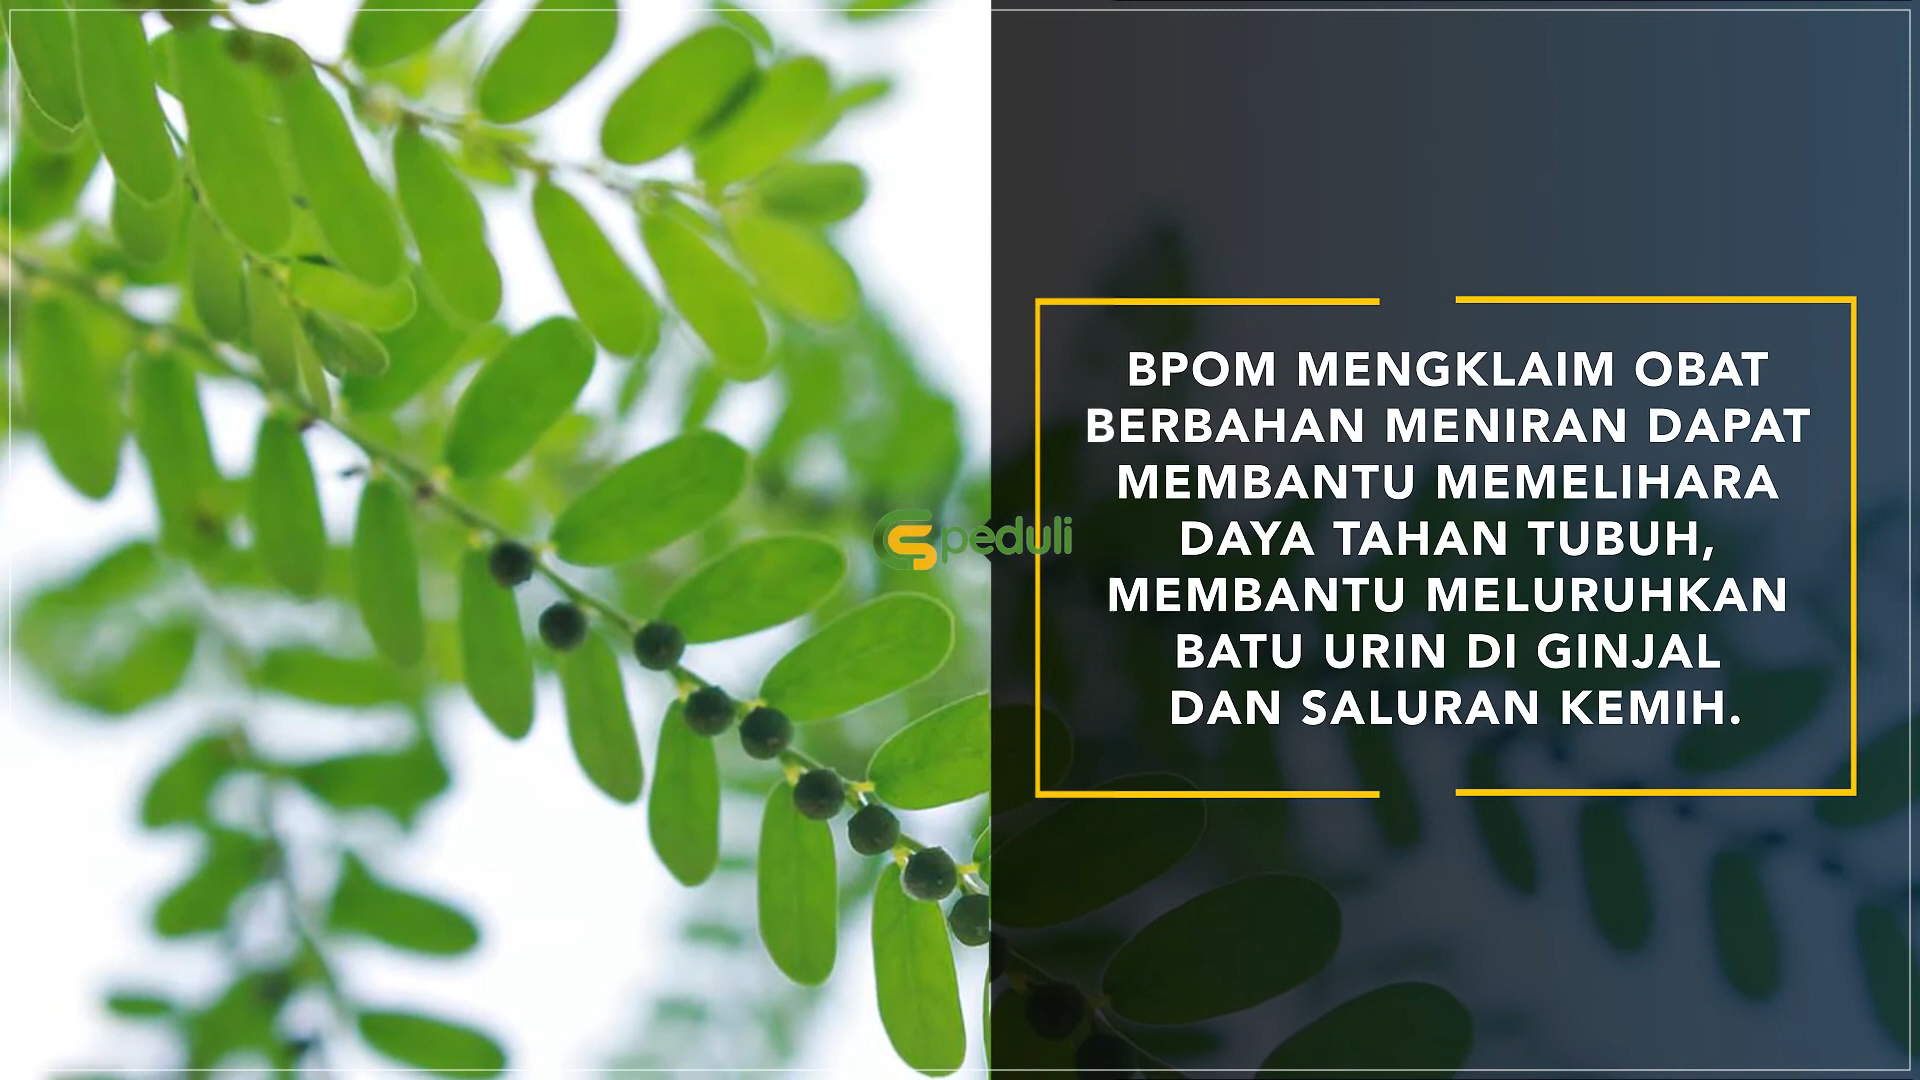 BPOM MENGKLAIM OBAT
BERBAHAN MENIRAN DAPAT
MEMBANTU MEMELIHARA
DAYA TAHAN TUBUH,
MEMBANTU MELURUHKAN
BATU URIN DI GINJAL
DAN SALURAN KEMIH.
peduli